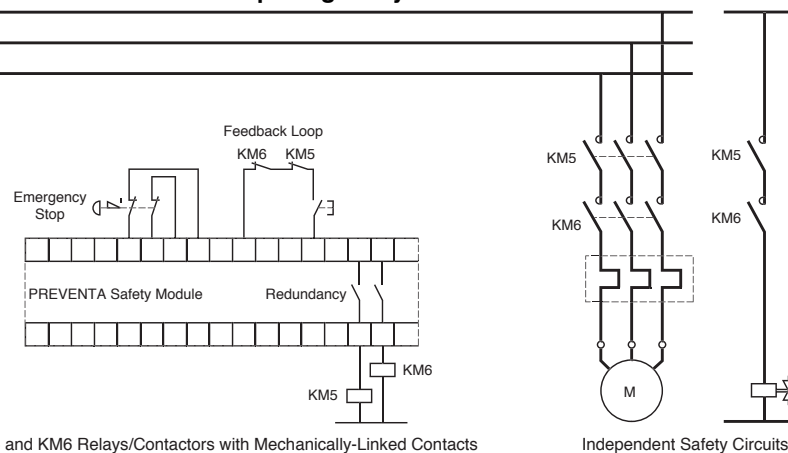 Feedback Loop
KM6 KM5
Emergency
Stop
PREVENTA Safety Module
Redundancy
KM6
KM5
and KM6 Relays/Contactors with Mechanically-Linked Contacts
KM5
KM6
M
KM5
KM6
Independent Safety Circuits